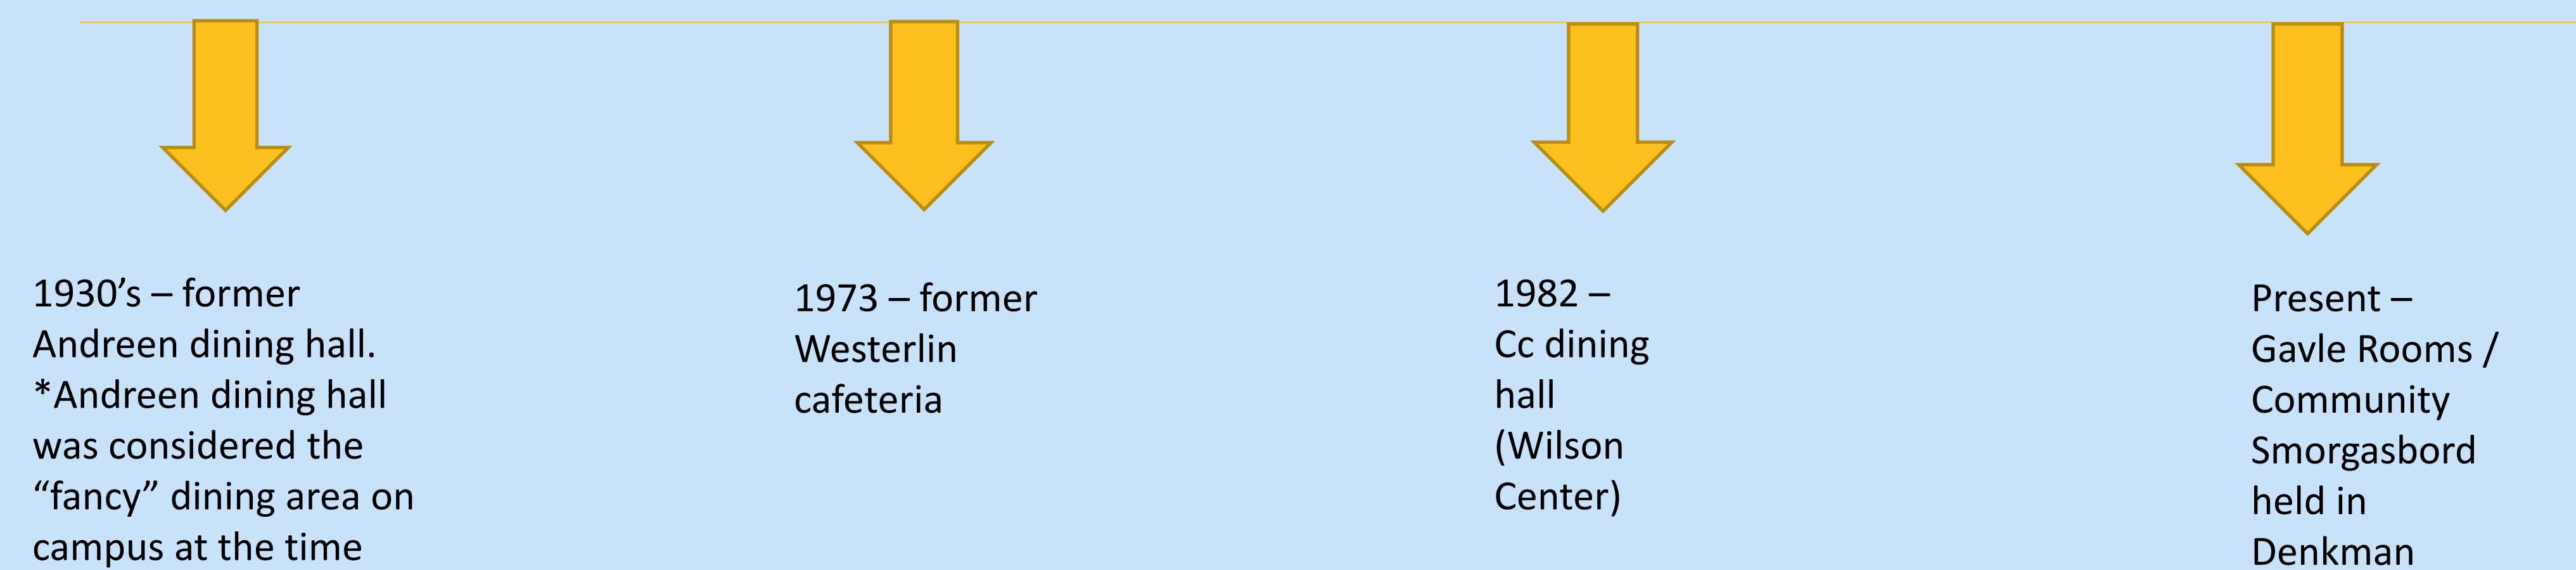 1930’s – former
Andreen dining hall.
*Andreen dining hall
was considered the
“fancy” dining area on
campus at the time
1973 – former
Westerlin
cafeteria
1982 –
Cc dining
hall
(Wilson
Center)
Present –
Gavle Rooms /
Community
Smorgasbord
held in
Denkman